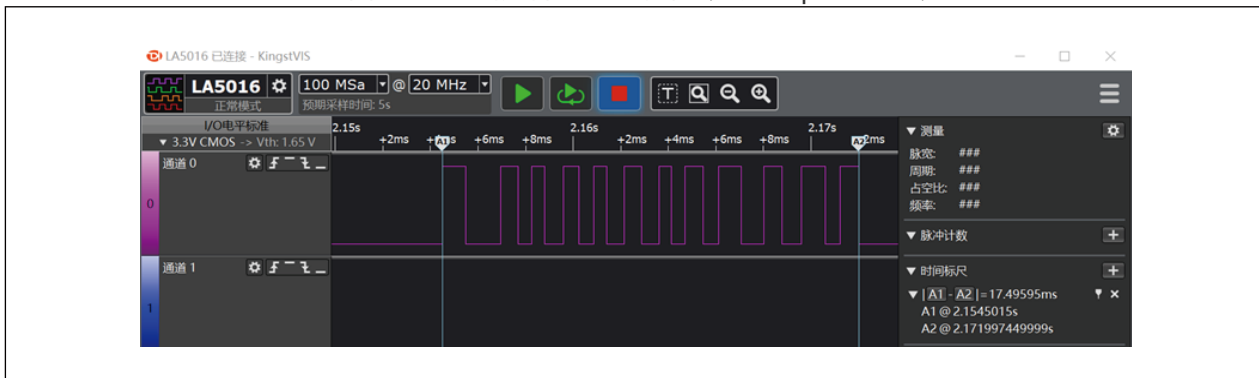 LA5016 已连接 - KingstVIS
LA5016
正常模式
100 MSa @ 20 MHz
预期采样时间: 5s
I/O电平标准
3.3V CMOS -> Vth: 1.65 V
2.15s +2ms +6ms +8ms 2.16s +2ms +4ms +6ms +8ms 2.17s
A1 A2
通道 0
0
通道 1
1
测量
脉宽: ###
周期: ###
占空比: ###
频率: ###
脉冲计数
时间标尺
|A1 - A2|=17.49595ms
A1 @ 2.1545015s
A2 @ 2.171997449999s